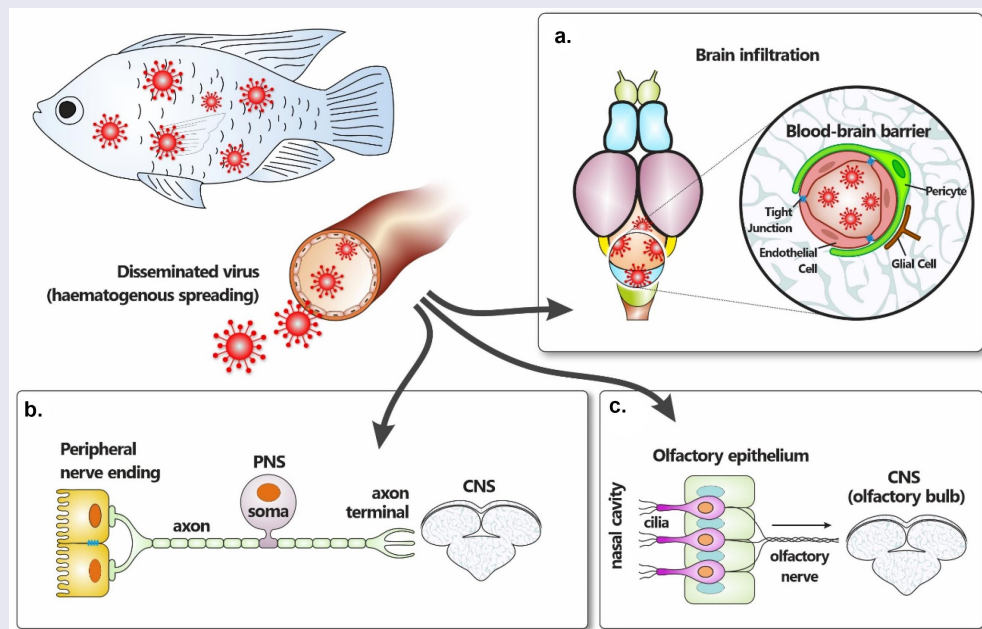 Disseminated virus
(haematogenous spreading)
a.
Brain infiltration
Blood-brain barrier
Tight
Junction
Endothelial
Cell
Pericyte
Glial Cell
b.
Peripheral
nerve ending
axon
PNS
soma
axon
terminal
CNS
c.
Olfactory epithelium
nasal cavity
cilia
olfactory
nerve
CNS
(olfactory bulb)